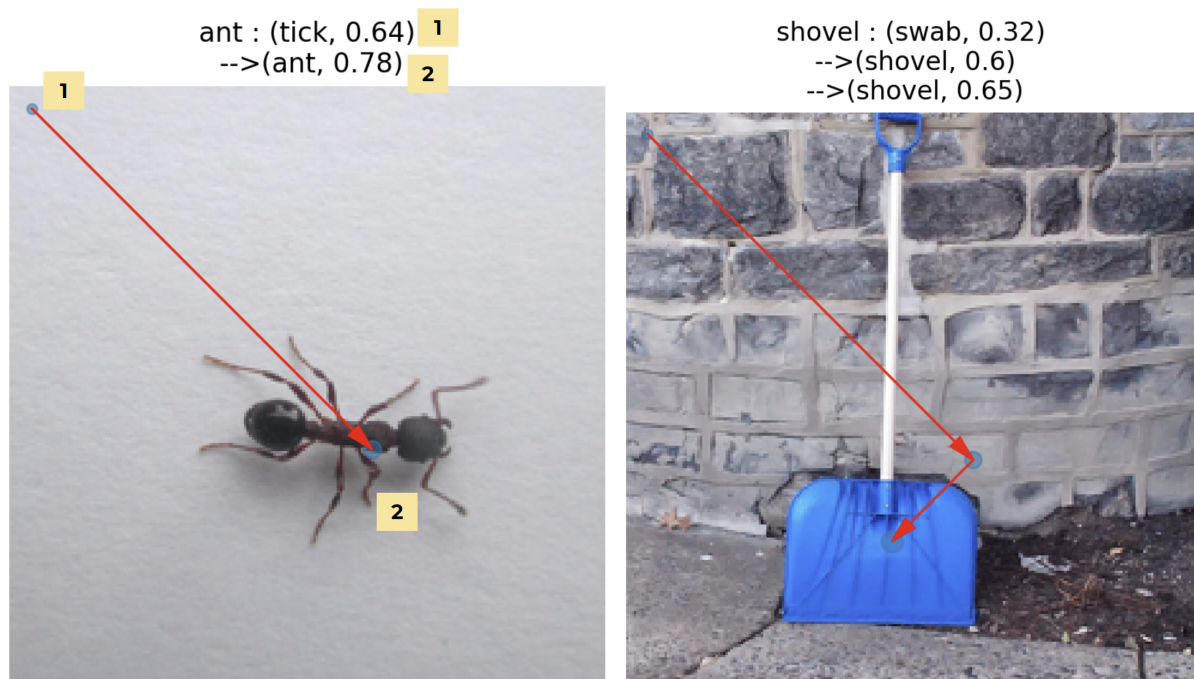 ant : (tick, 0.64) 1
-->(ant, 0.78) 2
1
2
shovel : (swab, 0.32)
-->(shovel, 0.6)
-->(shovel, 0.65)